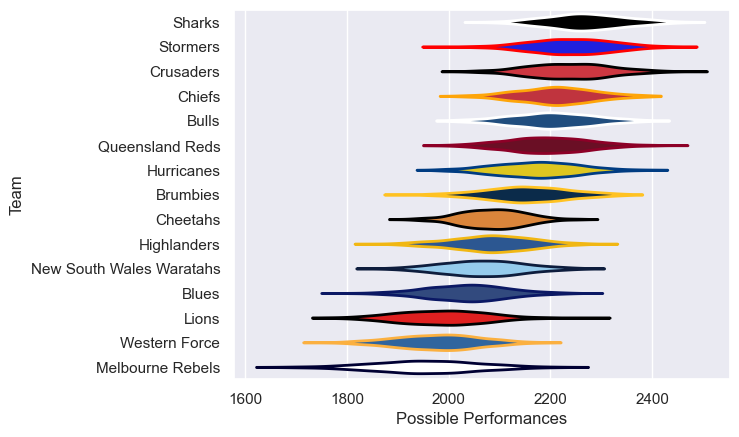 Sharks
Stormers
Crusaders
Chiefs
Bulls
Queensland Reds
Hurricanes
Brumbies
Cheetahs
Highlanders
New South Wales Waratahs
Blues
Lions
Western Force
Melbourne Rebels
Team
1600 1800 2000 2200 2400
Possible Performances